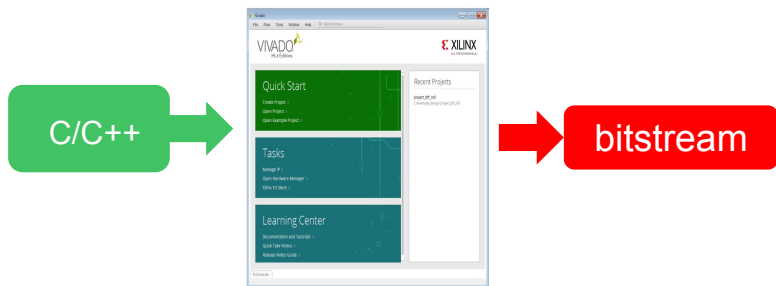 C/C++
Vivado
File Flow Tools Window Help
VIVADO
HLx Editions
XILINX
ALL PROGRAMMABLE
Quick Start
Create Project >
Open Project >
Open Example Project >
Tasks
Manage IP >
Open Hardware Manager >
Xilinx Tcl Store >
Learning Center
Documentation and Tutorials >
Quick Take Videos >
Release Notes Guide >
Recent Projects
Tcl Console
bitstream